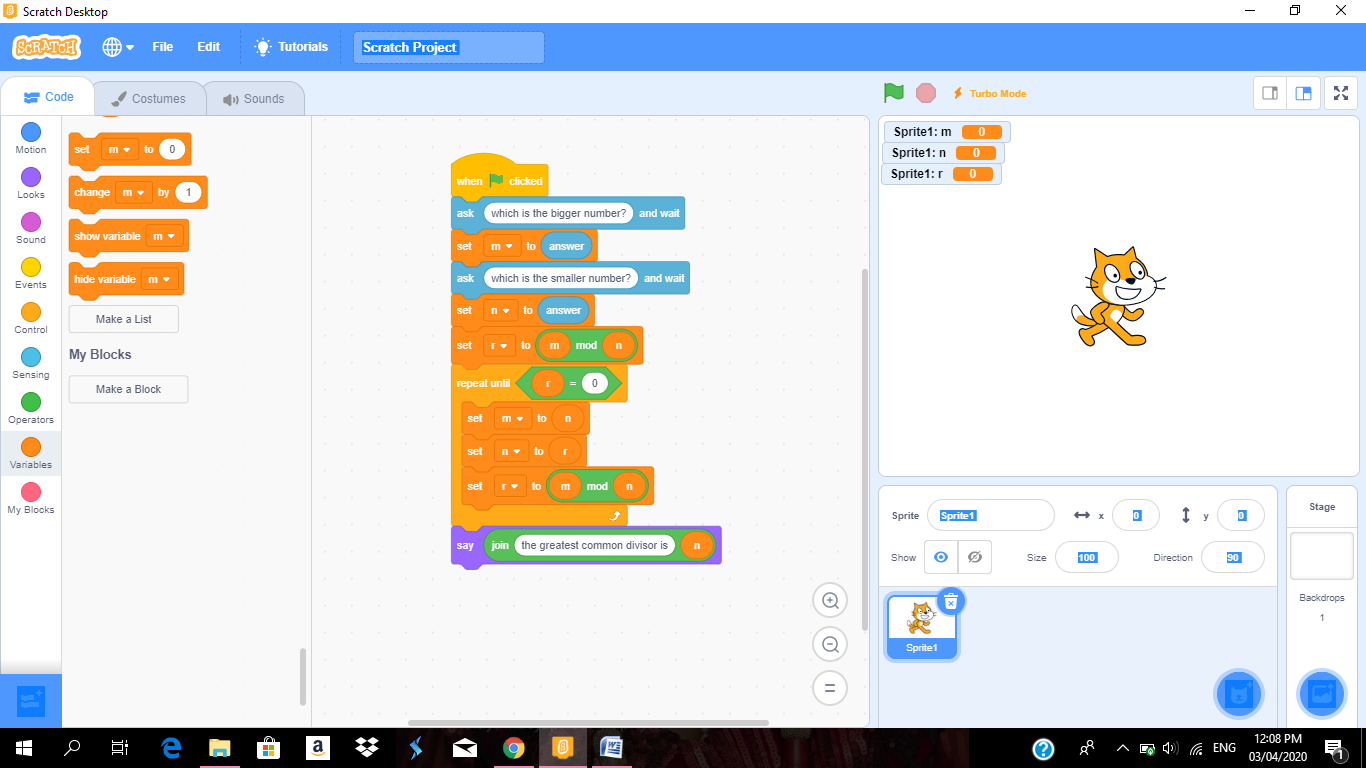 Scratch Desktop
SCRATCH File Edit Tutorials Scratch Project
Code Costumes Sounds
Turbo Mode
Motion
Looks
Sound
Events
Control
Sensing
Operators
Variables
My Blocks
set m to 0
change m by 1
show variable m
hide variable m
Make a List
My Blocks
Make a Block
when clicked
ask which is the bigger number? and wait
set m to answer
ask which is the smaller number? and wait
set n to answer
set r to m mod n
repeat until r = 0
set m to n
set n to r
set r to m mod n
say join the greatest common divisor is n
Sprite1: m 0
Sprite1: n 0
Sprite1: r 0
Sprite Sprite1 x 0 y 0
Show Size 100 Direction 90
Sprite1
Stage
Backdrops
1
ENG
12:08 PM
03/04/2020
1